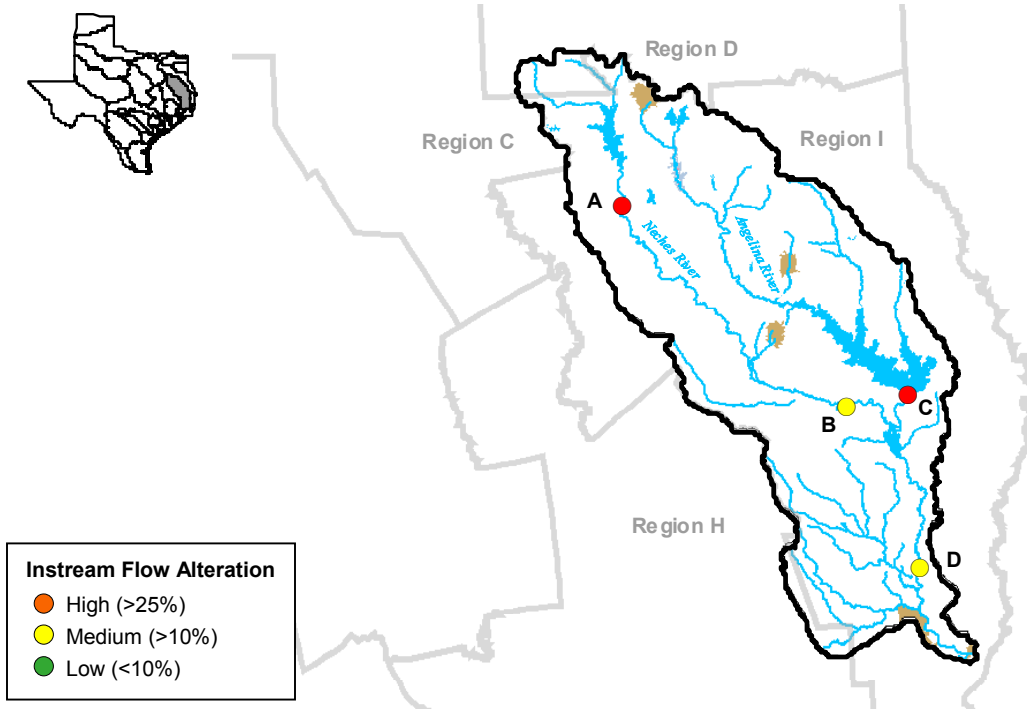 Region D
Region C
Region I
A
Neches River
Angelina River
B
C
Region H
D
Instream Flow Alteration
High (>25%)
Medium (>10%)
Low (<10%)